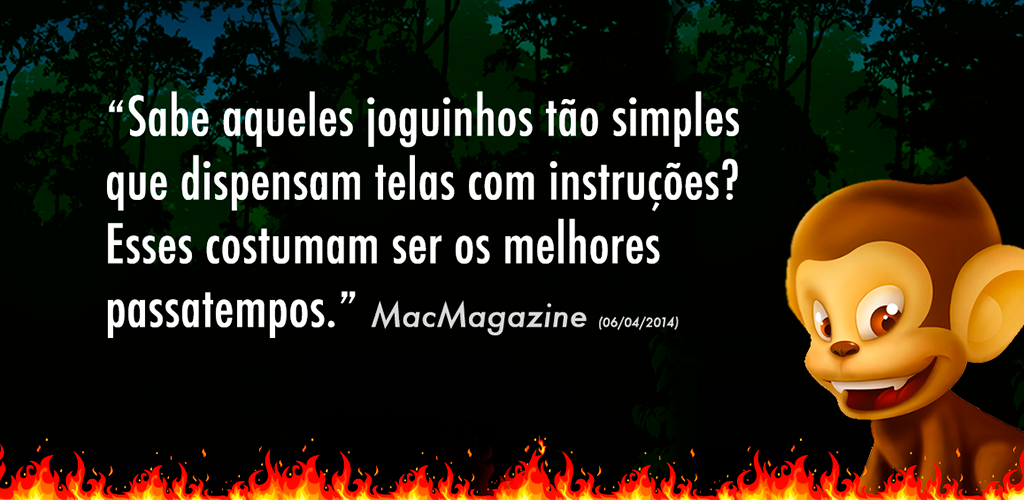 “Sabe aqueles joguinhos tão simples
que dispensam telas com instruções?
Esses costumam ser os melhores
passatempos.” MacMagazine (06/04/2014)